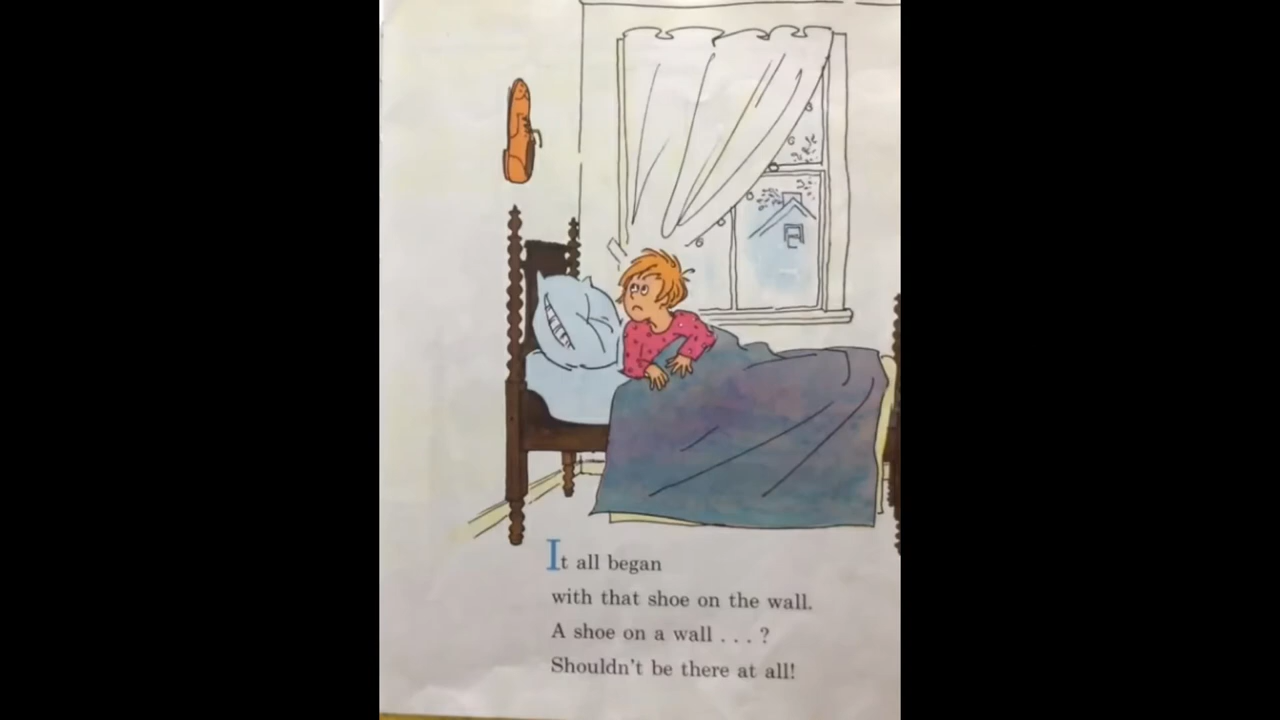 It all began
with that shoe on the wall.
A shoe on a wall . . . ?
Shouldn't be there at all!